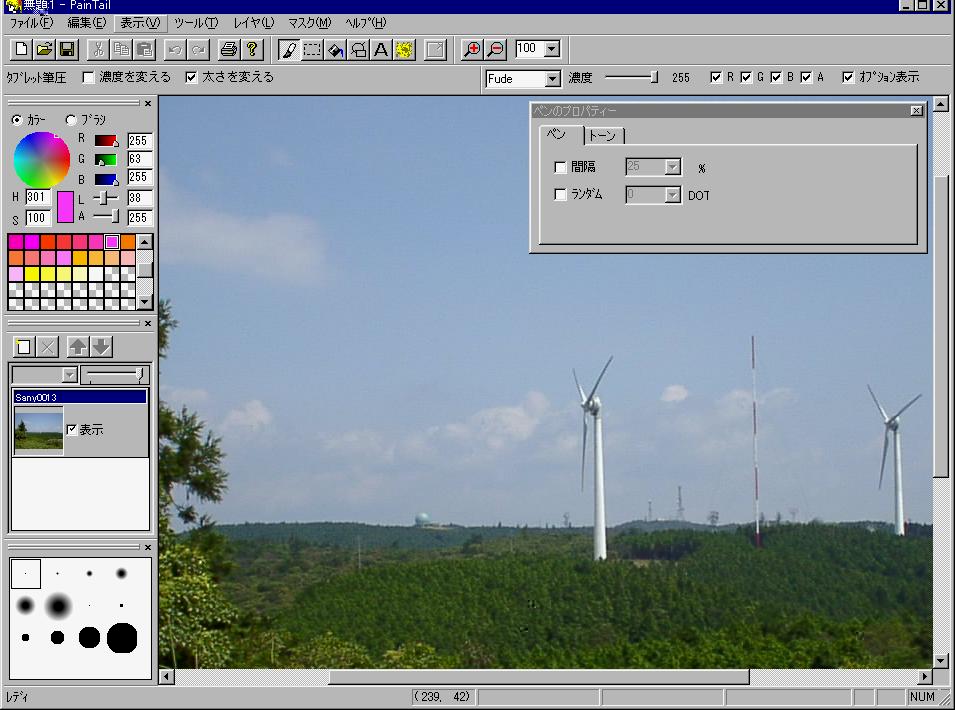 無題1 - PainTail
ﾌｧｲﾙ(F) 編集(E) 表示(V) ﾂｰﾙ(T) ﾚｲﾔ(L) ﾏｽｸ(M) ﾍﾙﾌﾟ(H)
A 100
ﾀﾌﾞﾚｯﾄ筆圧 濃度を変える 太さを変える Fude 濃度 255 R G B A ｵﾌﾟｼｮﾝ表示
ｶﾗｰ ﾌﾞﾗｼ
R 255
G 63
B 255
H 301 L 38
S 100 A 255
ペンのプロパティー
ペン トーン
間隔 25 %
ﾗﾝﾀﾞﾑ 0 DOT
Sany0013
表示
ﾚﾃﾞｨ (239, 42) NUM